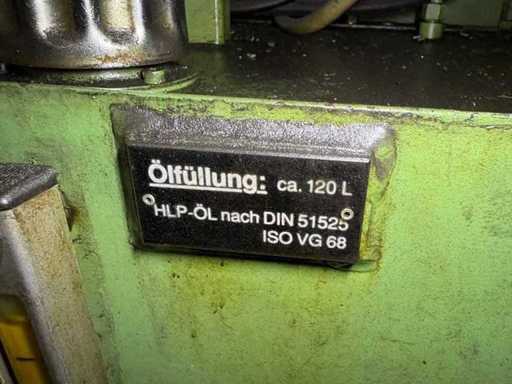 Ölfüllung: ca. 120 L
HLP-ÖL nach DIN 51525
ISO VG 68